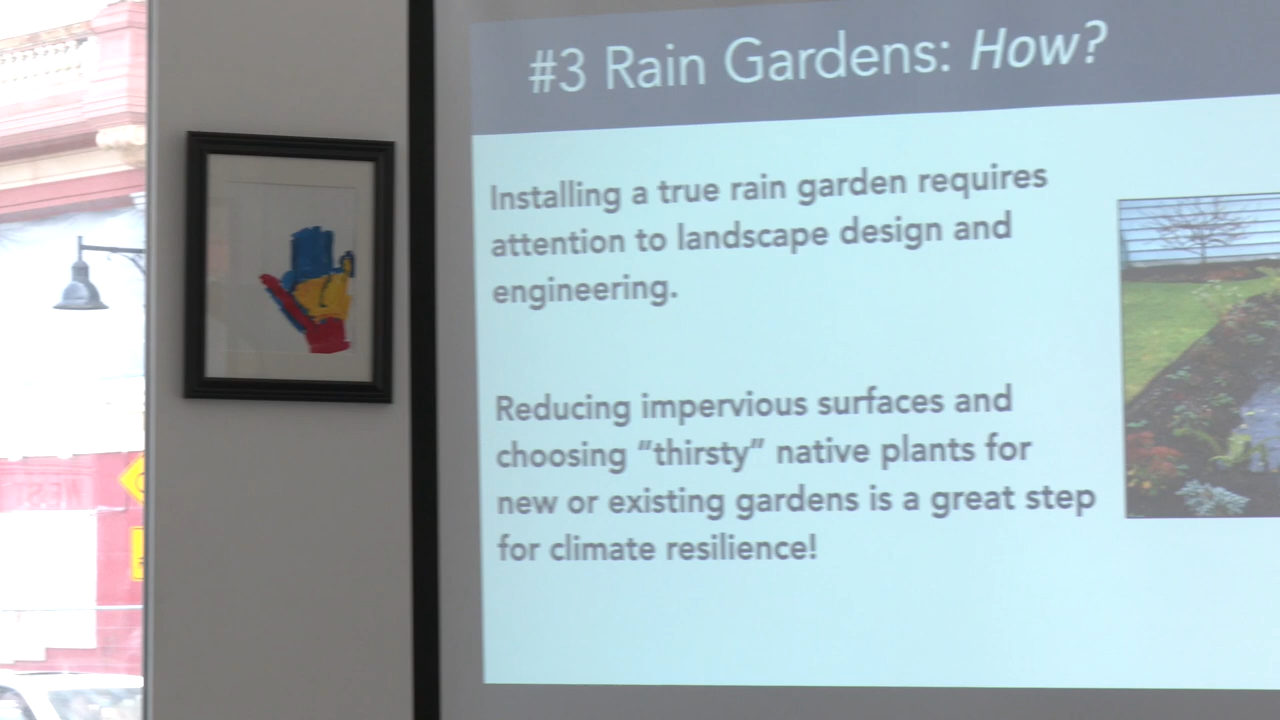 #3 Rain Gardens: How?
Installing a true rain garden requires
attention to landscape design and
engineering.
Reducing impervious surfaces and
choosing “thirsty” native plants for
new or existing gardens is a great step
for climate resilience!